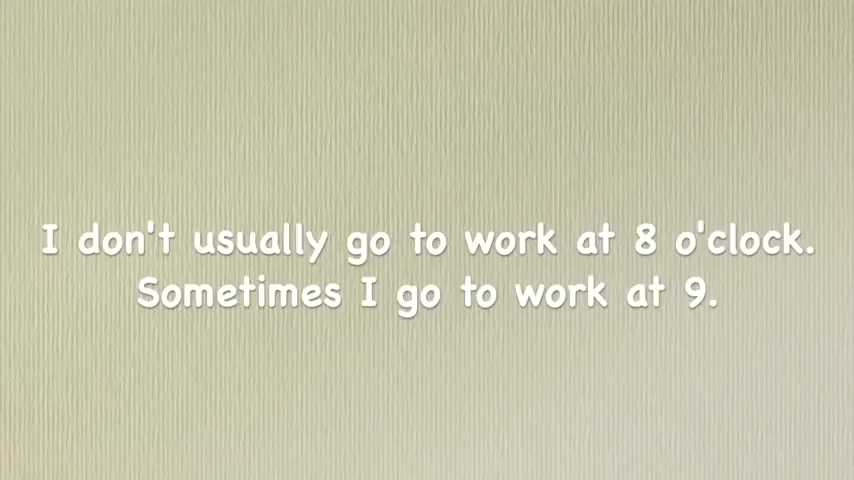 I don't usually go to work at 8 o'clock.
Sometimes I go to work at 9.